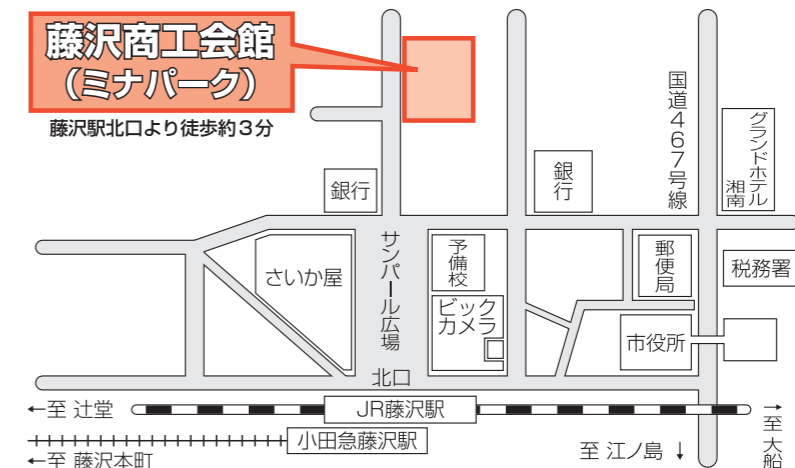 藤沢商工会館
（ミナパーク）
藤沢駅北口より徒歩約3分
国道467号線
グランドホテル
湘南
銀行
銀行
サンパール広場
さいか屋
予備校
ビック
カメラ
郵便局
税務署
市役所
北口
←至 辻堂
JR藤沢駅
小田急藤沢駅
←至 藤沢本町
至 江ノ島 ↓
→至 大船